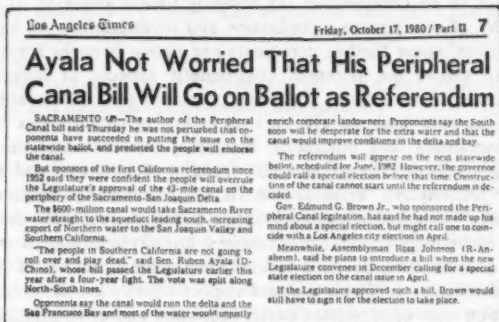 Los Angeles Times
Friday, October 17, 1980/Part II 7
Ayala Not Worried That His Peripheral
Canal Bill Will Go on Ballot as Referendum
SACRAMENTO (AP)—The author of the Peripheral
Canal bill said Thursday he was not perturbed that op-
ponents have succeeded in putting the issue on the
statewide ballot, and predicted the people will endorse
the canal.
But sponsors of the first California referendum since
1952 said they were confident the people will overrule
the Legislature's approval of the 43-mile canal on the
periphery of the Sacramento-San Joaquin Delta.
The $600-million canal would take Sacramento River
water straight to the aqueduct leading south, increasing
export of Northern water to the San Joaquin Valley and
Southern California.
"The people in Southern California are not going to
roll over and play dead," said Sen. Ruben Ayala (D-
Chino), whose bill passed the Legislature earlier this
year after a four-year fight. The vote was split along
North-South lines.
Opponents say the canal would ruin the delta and the
San Francisco Bay and most of the water would unjustly
enrich corporate landowners. Proponents say the South
soon will be desperate for the extra water and that the
canal would improve conditions in the delta and bay.
The referendum will appear on the next statewide
ballot, scheduled for June, 1982 However, the governor
could call a special election before that time. Construc-
tion of the canal cannot start until the referendum is de-
cided.
Gov. Edmund G. Brown Jr., who sponsored the Peri-
pheral Canal legislation, has said he had not made up his
mind about a special election, but might call one to coin-
cide with a Los Angeles city election in April.
Meanwhile, Assemblyman Ross Johnson (R-An-
aheim), said he plans to introduce a bill when the new
Legislature convenes in December calling for a special
state election on the canal issue in April.
If the Legislature approved such a bill, Brown would
still have to sign it for the election to take place.